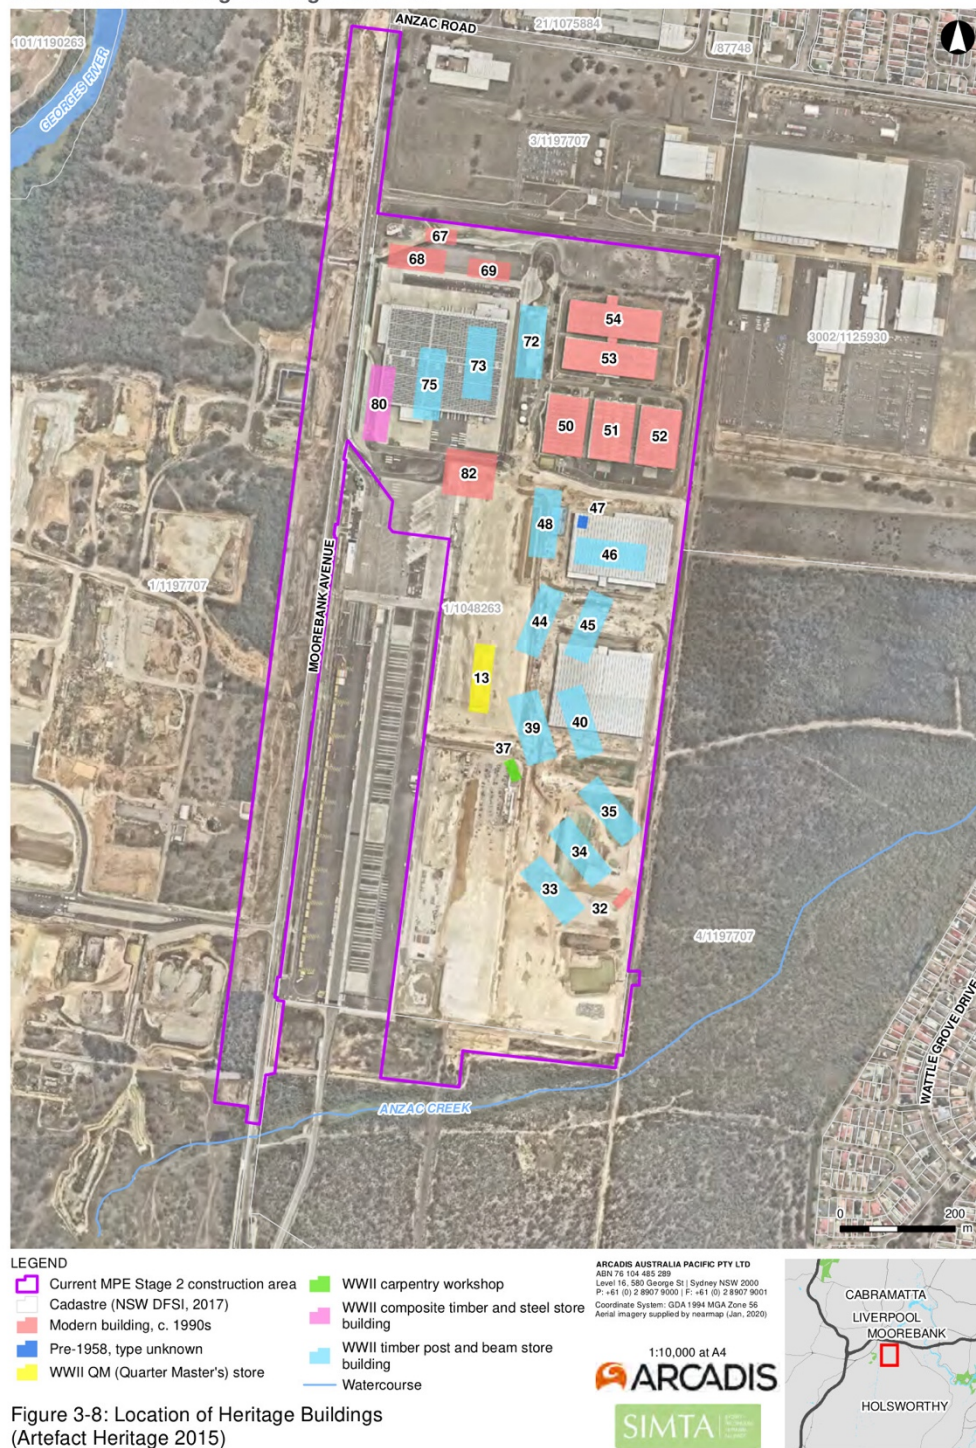 ANZAC ROAD
21/1075884
/87748
101/1190263
GEORGES RIVER
3/1197707
67
68
69
54
72
53
3002/1125930
73
75
80
50
51
52
82
47
48
46
MOOREBANK AVENUE
1/1197707
1/1048263
44
45
13
39
40
37
35
34
33
32
4/1197707
WATTLE GROVE DRIVE
ANZAC CREEK
0 200
m
LEGEND
Current MPE Stage 2 construction area
Cadastre (NSW DFSI, 2017)
Modern building, c. 1990s
Pre-1958, type unknown
WWII QM (Quarter Master's) store
WWII carpentry workshop
WWII composite timber and steel store
building
WWII timber post and beam store
building
Watercourse
ARCADIS AUSTRALIA PACIFIC PTY LTD
ABN 76 104 485 289
Level 16, 580 George St | Sydney NSW 2000
P: +61 (0) 2 8907 9000 | F: +61 (0) 2 8907 9001
Coordinate System: GDA 1994 MGA Zone 56
Aerial imagery supplied by nearmap (Jan, 2020)
1:10,000 at A4
ARCADIS
SIMTA
CABRAMATTA
LIVERPOOL
MOOREBANK
HOLSWORTHY
Figure 3-8: Location of Heritage Buildings
(Artefact Heritage 2015)